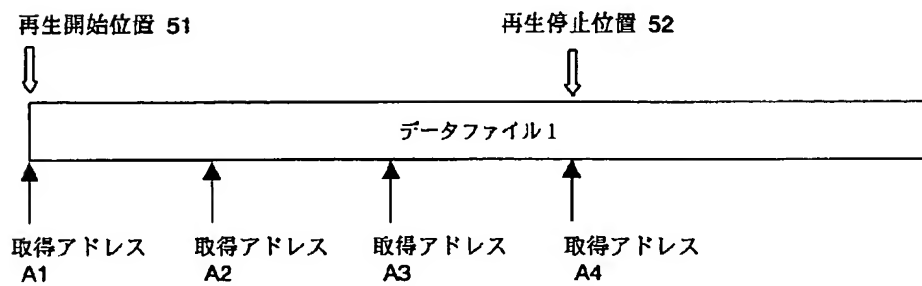 再生開始位置 51
再生停止位置 52
データファイル1
取得アドレス
A1
取得アドレス
A2
取得アドレス
A3
取得アドレス
A4